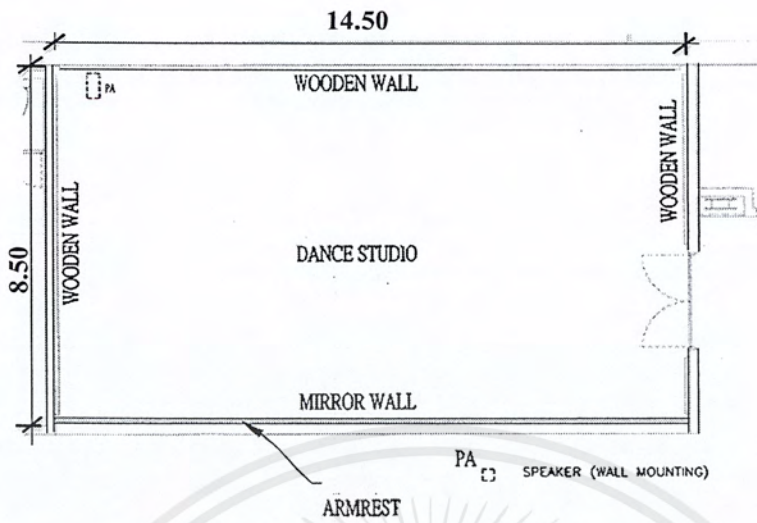 14.50
PA
WOODEN WALL
WOODEN WALL
WOODEN WALL
8.50
DANCE STUDIO
MIRROR WALL
PA
SPEAKER (WALL MOUNTING)
ARMREST